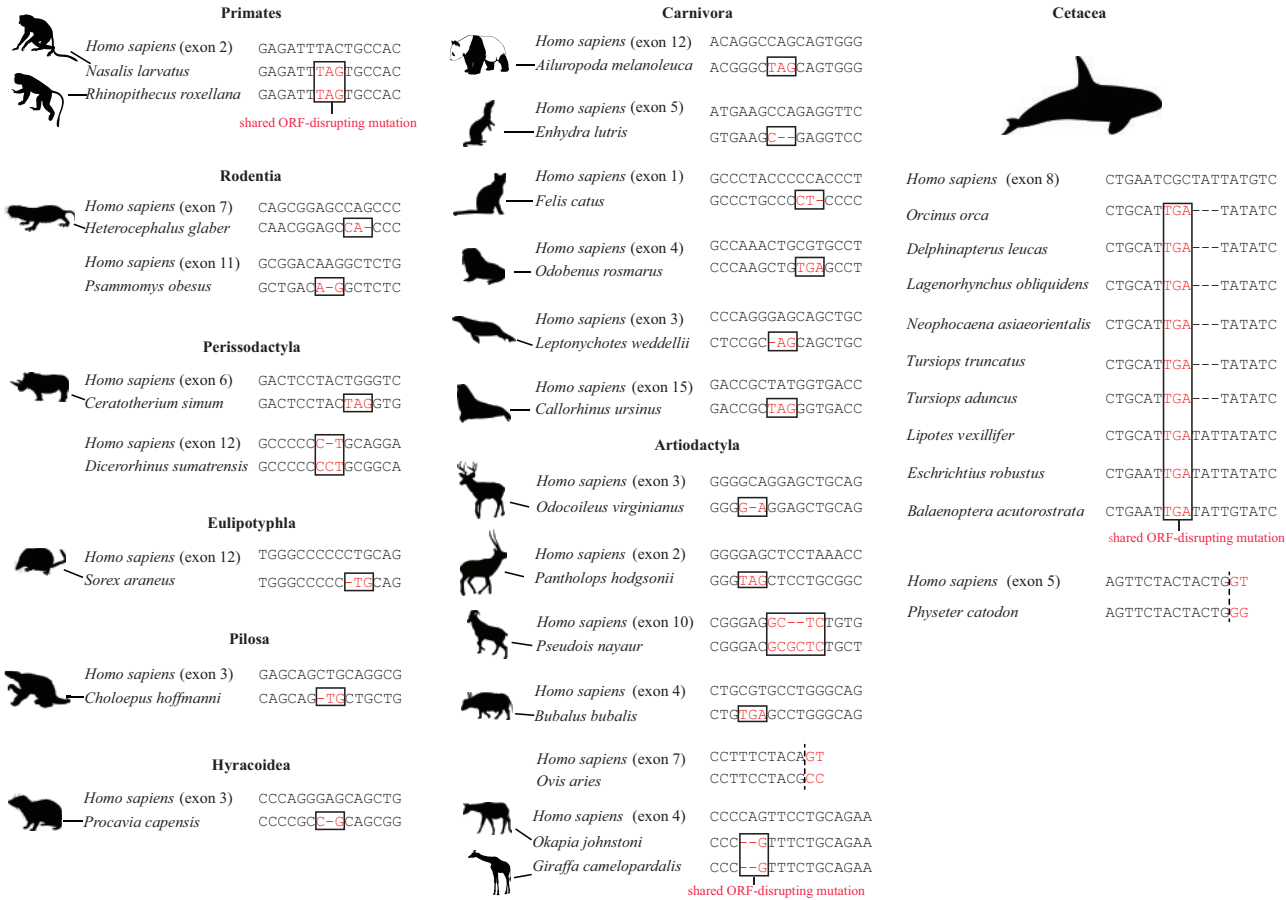 Primates
Homo sapiens (exon 2) GAGATTTACTGCCAC
Nasalis larvatus GAGATTTAGTGCCAC
Rhinopithecus roxellana GAGATTTAGTGCCAC
shared ORF-disrupting mutation
Rodentia
Homo sapiens (exon 7) CAGCGGAGCCAGCCC
Heterocephalus glaber CAACGGAGCCA-CCC
Homo sapiens (exon 11) GCGGACAAGGCTCTG
Psammomys obesus GCTGACA-GGCTCTC
Perissodactyla
Homo sapiens (exon 6) GACTCCTACTGGGTC
Ceratotherium simum GACTCCTACTAGGTG
Homo sapiens (exon 12) GCCCCCC-TGCAGGA
Dicerorhinus sumatrensis GCCCCCCCTGCGGCA
Eulipotyphla
Homo sapiens (exon 12) TGGGCCCCCCTGCAG
Sorex araneus TGGGCCCCC-TGCAG
Pilosa
Homo sapiens (exon 3) GAGCAGCTGCAGGCG
Choloepus hoffmanni CAGCAG-TGCTGCTG
Hyracoidea
Homo sapiens (exon 3) CCCAGGGAGCAGCTG
Procavia capensis CCCCGCC-GCAGCGG
Carnivora
Homo sapiens (exon 12) ACAGGCCAGCAGTGGG
Ailuropoda melanoleuca ACGGGCTAGCAGTGGG
Homo sapiens (exon 5) ATGAAGCCAGAGGTTC
Enhydra lutris GTGAAGC--GAGGTCC
Homo sapiens (exon 1) GCCCTACCCCCACCCT
Felis catus GCCCTGCCCCT-CCCC
Homo sapiens (exon 4) GCCAAACTGCGTGCCT
Odobenus rosmarus CCCAAGCTGTGAGCCT
Homo sapiens (exon 3) CCCAGGGAGCAGCTGC
Leptonychotes weddellii CTCCGC-AGCAGCTGC
Homo sapiens (exon 15) GACCGCTATGGTGACC
Callorhinus ursinus GACCGCTAGGGTGACC
Artiodactyla
Homo sapiens (exon 3) GGGGCAGGAGCTGCAG
Odocoileus virginianus GGGG-AGGAGCTGCAG
Homo sapiens (exon 2) GGGGAGCTCCTAAACC
Pantholops hodgsonii GGGTAGCTCCTGCGGC
Homo sapiens (exon 10) CGGGAGGC--TCTGTG
Pseudois nayaur CGGGACGCGCTCTGCT
Homo sapiens (exon 4) CTGCGTGCCTGGGCAG
Bubalus bubalis CTGTGAGCCTGGGCAG
Homo sapiens (exon 7) CCTTTCTACAGT
Ovis aries CCTTCCTACGCC
Homo sapiens (exon 4) CCCCAGTTCCTGCAGAA
Okapia johnstoni CCC--GTTTCTGCAGAA
Giraffa camelopardalis CCC--GTTTCTGCAGAA
shared ORF-disrupting mutation
Cetacea
Homo sapiens (exon 8) CTGAATCGCTATTATGTC
Orcinus orca CTGCATTGA---TATATC
Delphinapterus leucas CTGCATTGA---TATATC
Lagenorhynchus obliquidens CTGCATTGA---TATATC
Neophocaena asiaeorientalis CTGCATTGA---TATATC
Tursiops truncatus CTGCATTGA---TATATC
Tursiops aduncus CTGCATTGA---TATATC
Lipotes vexillifer CTGCATTGATATTATATC
Eschrichtius robustus CTGAATTGATATTATATC
Balaenoptera acutorostrata CTGAATTGATATTGTATC
shared ORF-disrupting mutation
Homo sapiens (exon 5) AGTTCTACTACTGGT
Physeter catodon AGTTCTACTACTGGG